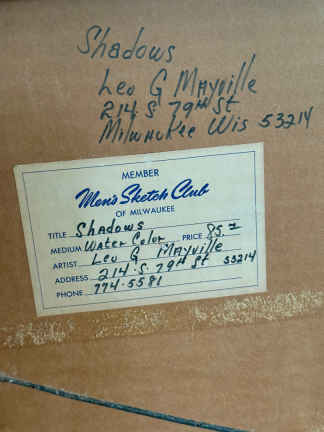 Shadows
Leo G Mayville
214 S 79th St
Milwaukee Wis 53214
MEMBER
Men's Sketch Club
OF MILWAUKEE
TITLE Shadows
MEDIUM Water Color PRICE 85.=
ARTIST Leo G Mayville
ADDRESS 214.S.79th St 53214
PHONE 774-5581